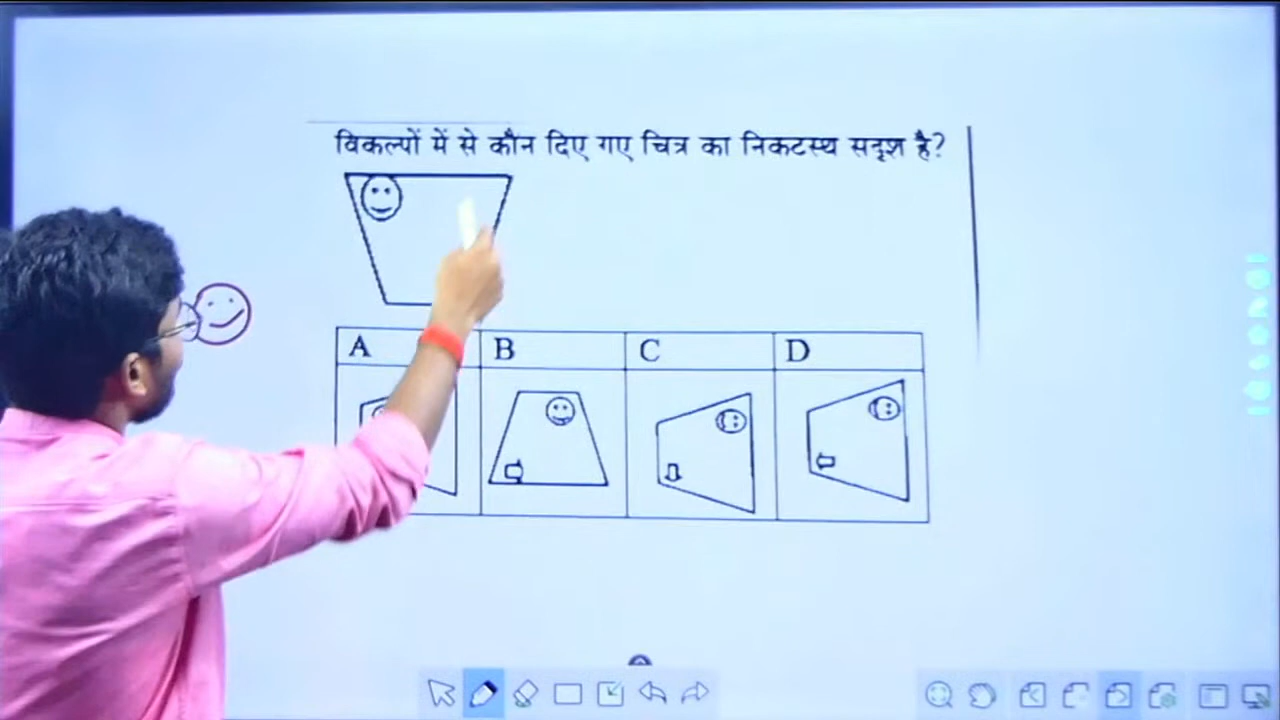 विकल्पों में से कौन दिए गए चित्र का निकटस्थ सदृश है?
A B C D